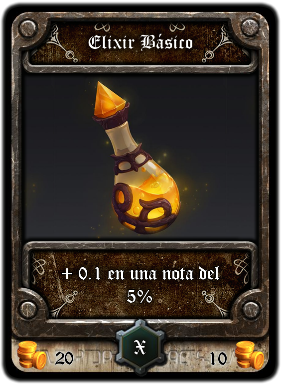 Elixir Básico
+ 0.1 en una nota del
5%
20
X
10